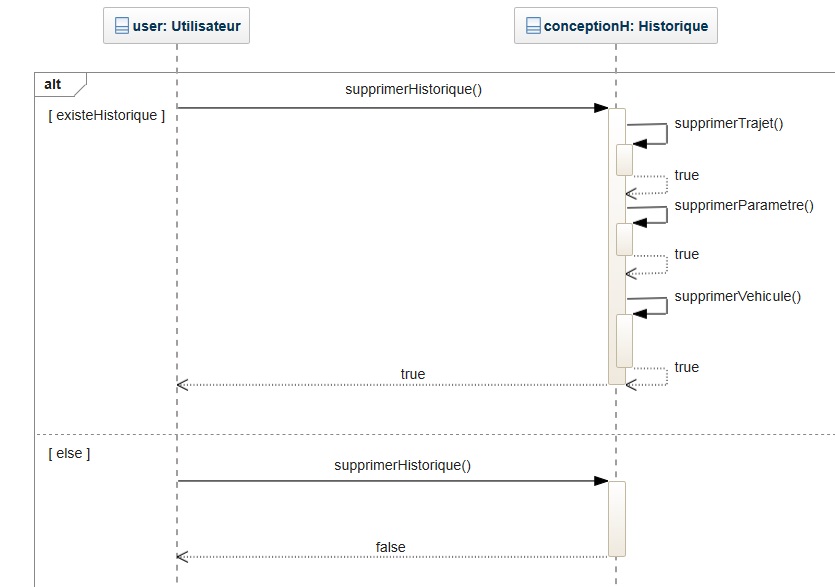 user: Utilisateur
conceptionH: Historique
alt
supprimerHistorique()
[ existeHistorique ]
supprimerTrajet()
true
supprimerParametre()
true
supprimerVehicule()
true
true
[ else ]
supprimerHistorique()
false